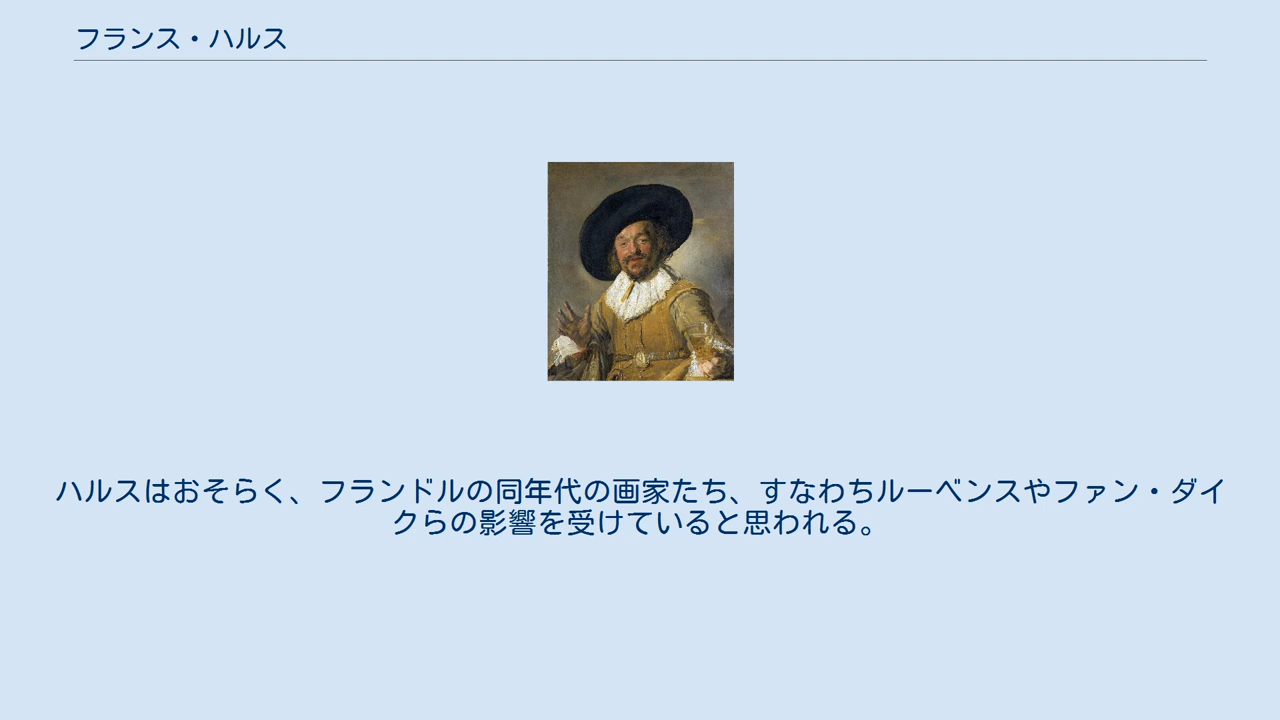 フランス・ハルス
ハルスはおそらく、フランドルの同年代の画家たち、すなわちルーベンスやファン・ダイ
クらの影響を受けていると思われる。